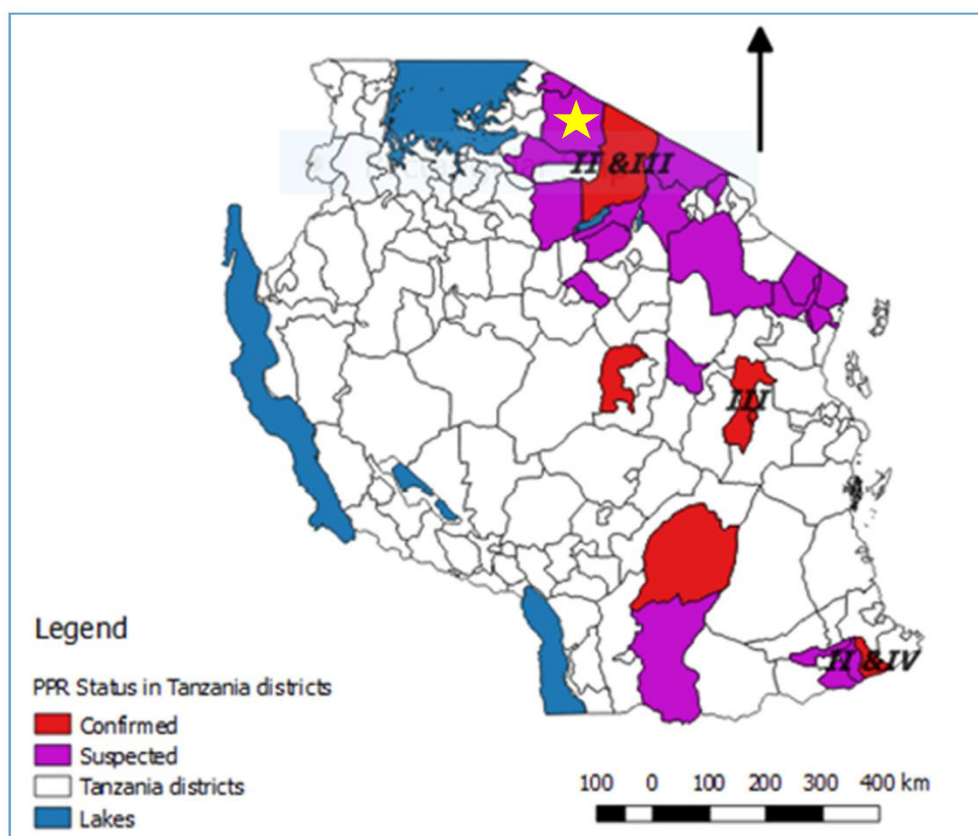 II &III
III
II &IV
Legend
PPR Status in Tanzania districts
Confirmed
Suspected
Tanzania districts
Lakes
100 0 100 200 300 400 km